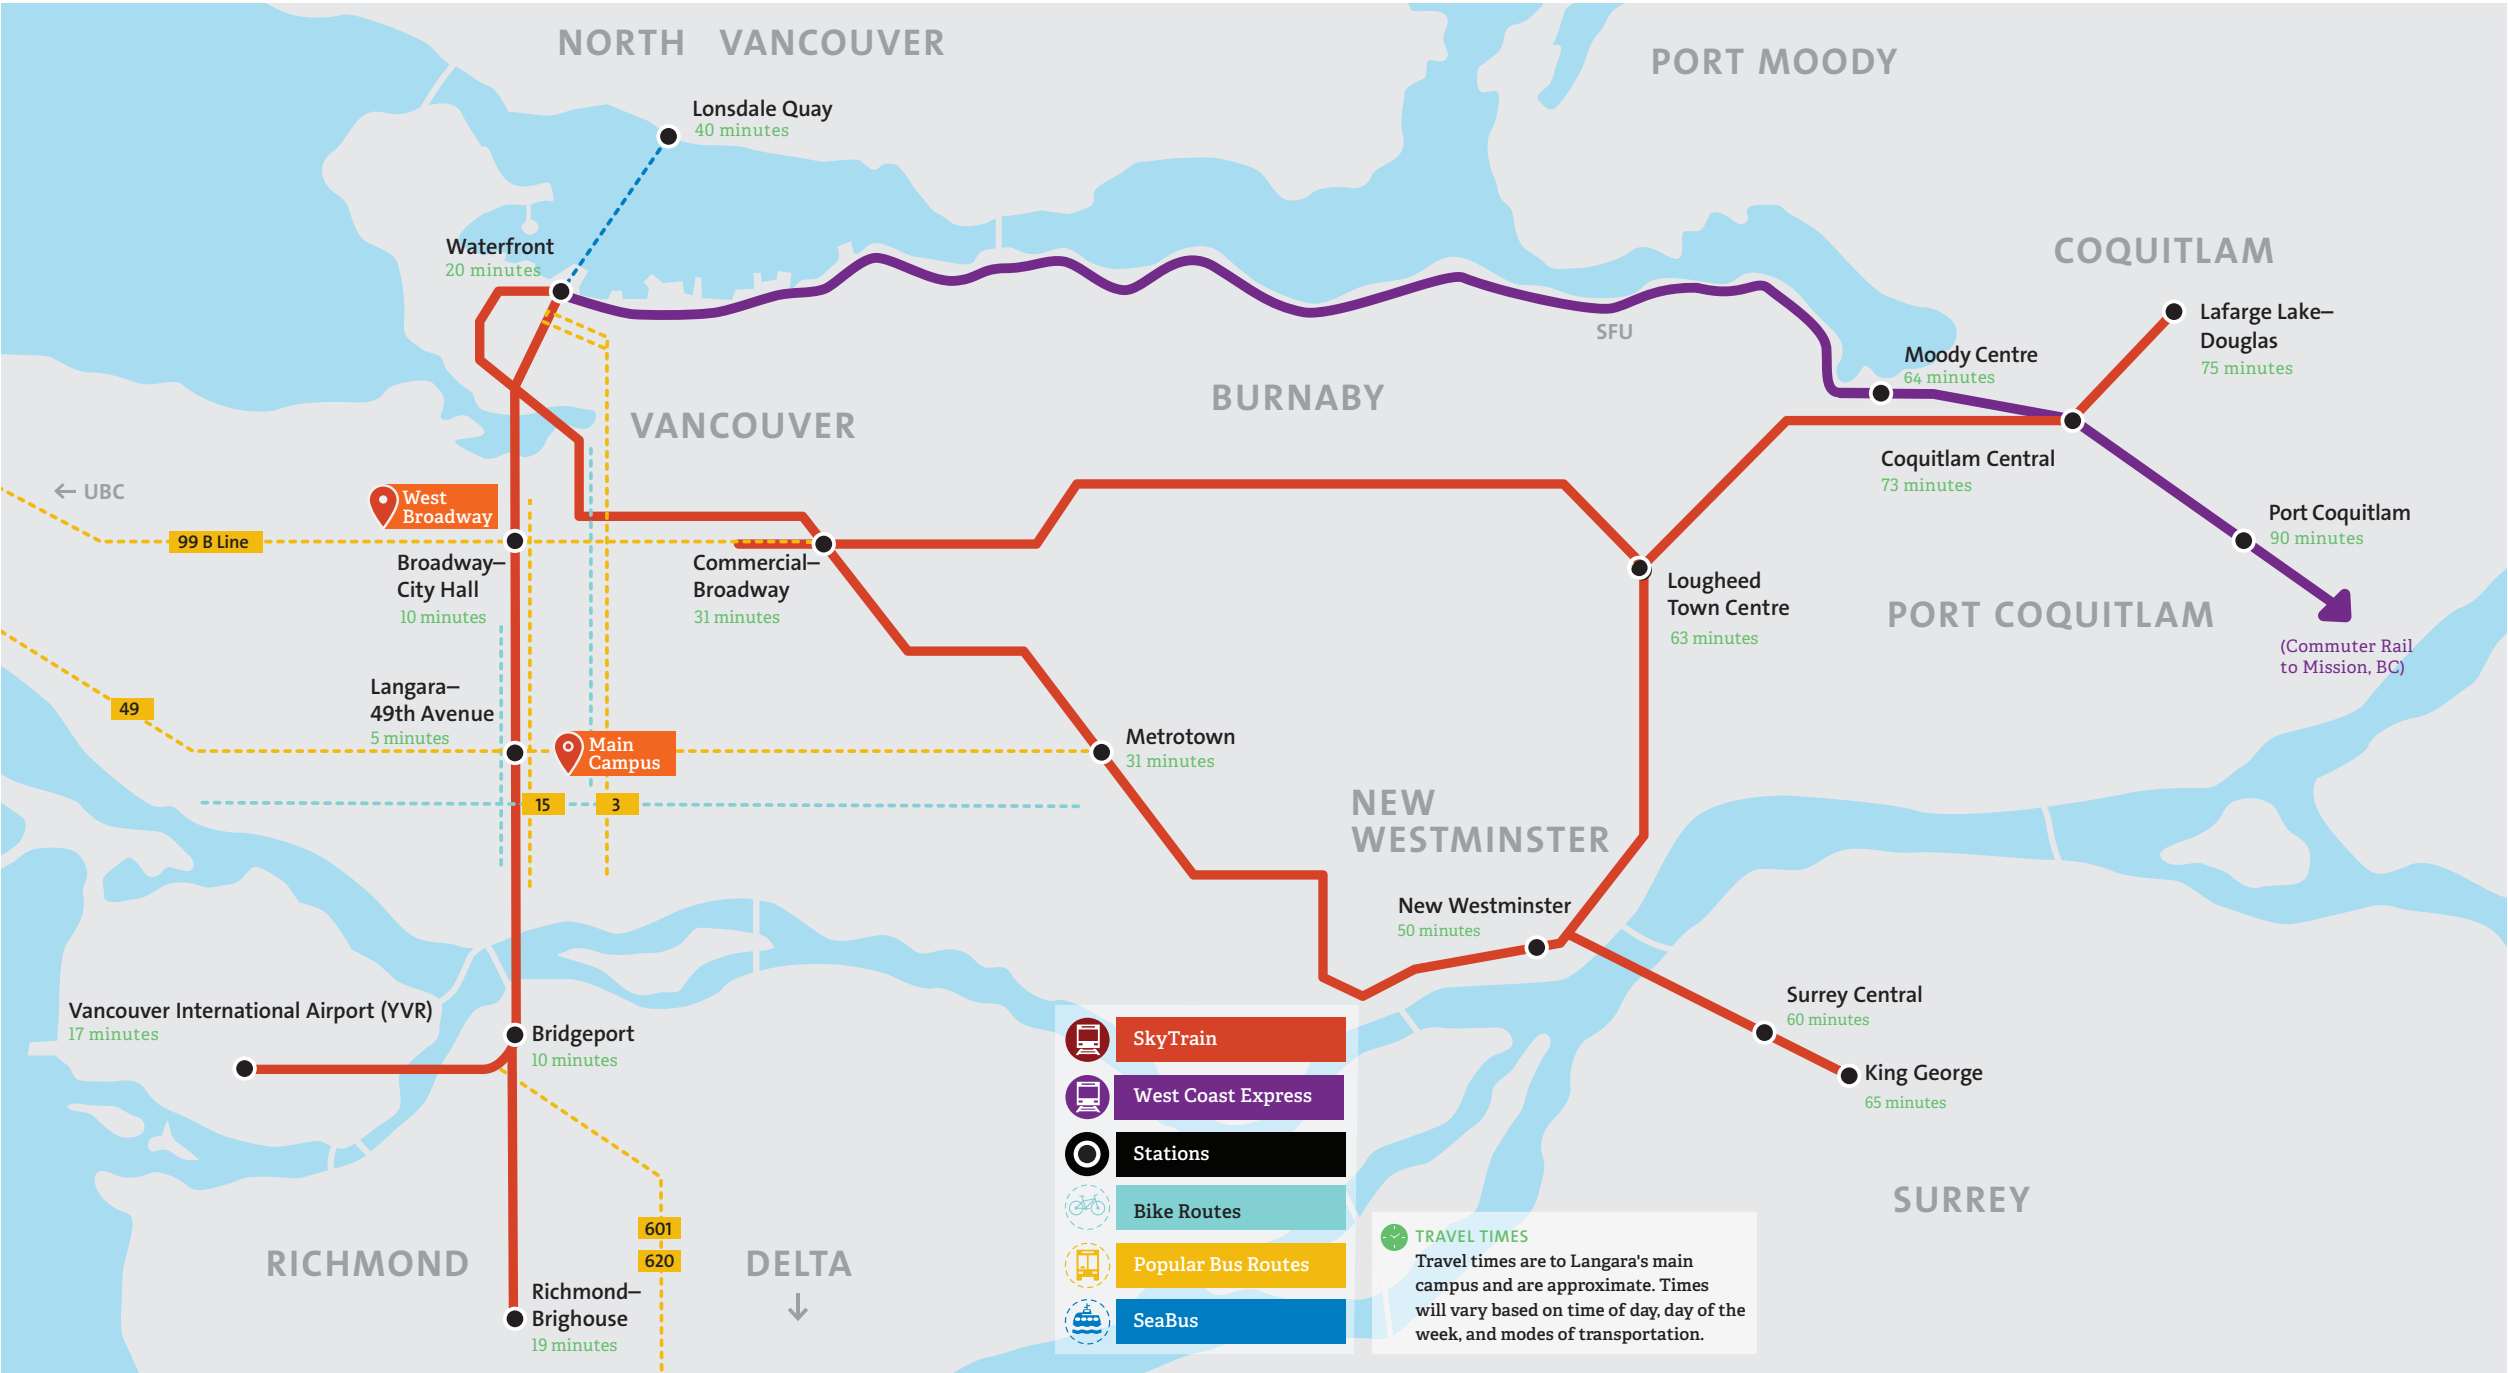 NORTH VANCOUVER
PORT MOODY
Lonsdale Quay
40 minutes
Waterfront
20 minutes
COQUITLAM
Lafarge Lake–
Douglas
75 minutes
SFU
Moody Centre
64 minutes
BURNABY
VANCOUVER
Coquitlam Central
73 minutes
← UBC
West
Broadway
99 B Line
Port Coquitlam
90 minutes
Broadway–
City Hall
10 minutes
Commercial–
Broadway
31 minutes
Lougheed
Town Centre
63 minutes
PORT COQUITLAM
(Commuter Rail
to Mission, BC)
49
Langara–
49th Avenue
5 minutes
Main
Campus
Metrotown
31 minutes
15
3
NEW
WESTMINSTER
New Westminster
50 minutes
Vancouver International Airport (YVR)
17 minutes
Bridgeport
10 minutes
Surrey Central
60 minutes
King George
65 minutes
SURREY
601
620
RICHMOND
DELTA
↓
Richmond–
Brighouse
19 minutes
SkyTrain
West Coast Express
Stations
Bike Routes
Popular Bus Routes
SeaBus
TRAVEL TIMES
Travel times are to Langara's main
campus and are approximate. Times
will vary based on time of day, day of the
week, and modes of transportation.